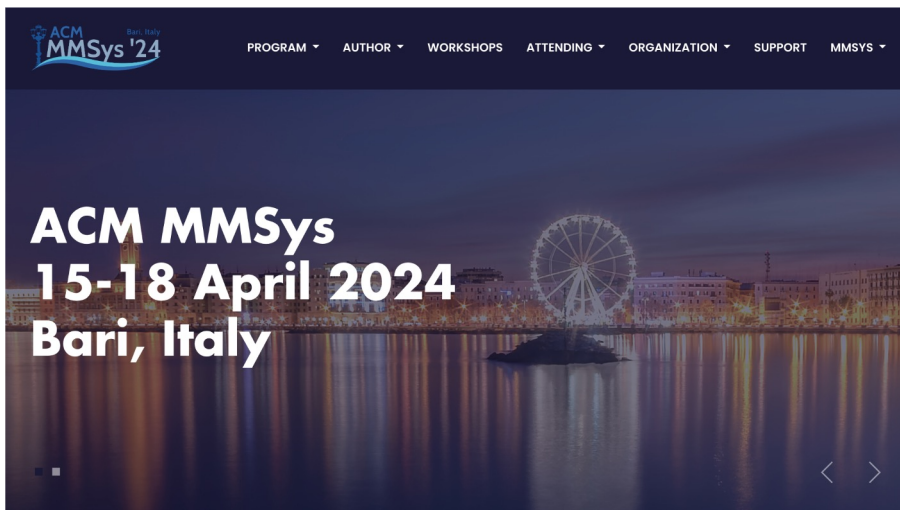 ACM Bari, Italy
MMSys '24
PROGRAM AUTHOR WORKSHOPS ATTENDING ORGANIZATION SUPPORT MMSYS
ACM MMSys
15-18 April 2024
Bari, Italy